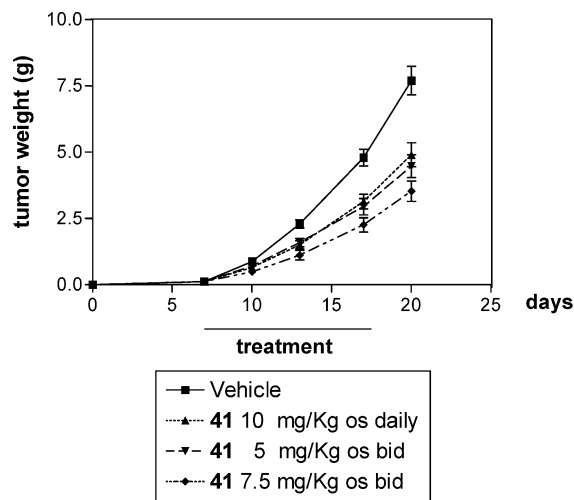 10.0
7.5
5.0
2.5
0.0
tumor weight (g)
0 5 10 15 20 25 days
treatment
Vehicle
41 10 mg/Kg os daily
41 5 mg/Kg os bid
41 7.5 mg/Kg os bid